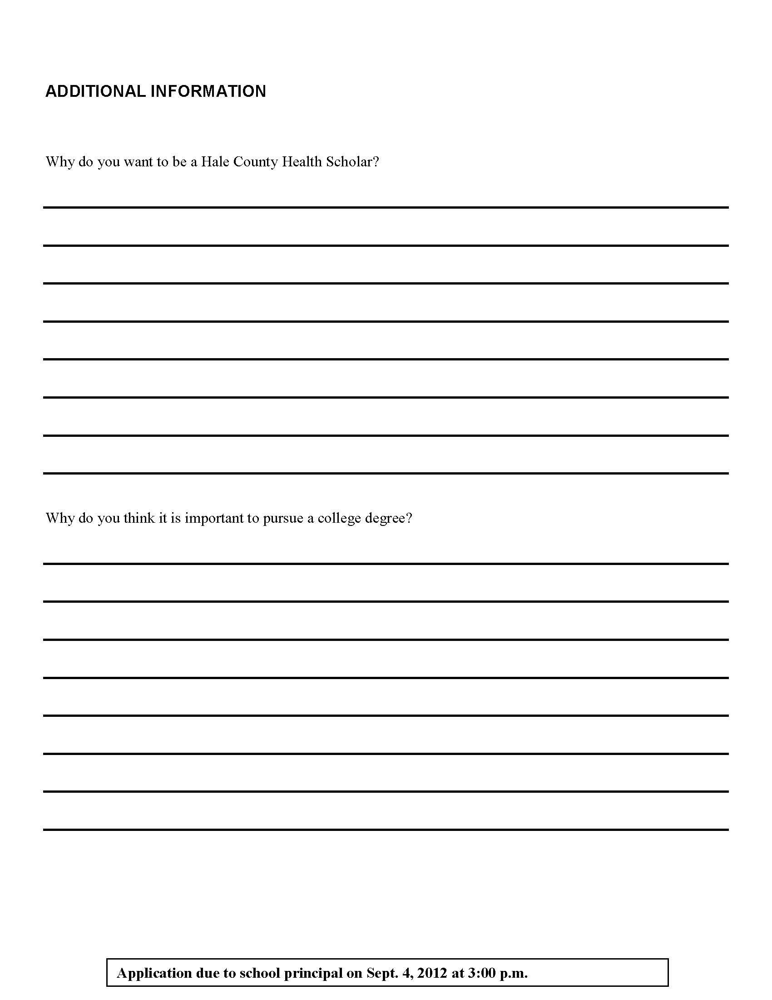 ADDITIONAL INFORMATION
Why do you want to be a Hale County Health Scholar?
Why do you think it is important to pursue a college degree?
Application due to school principal on Sept. 4, 2012 at 3:00 p.m.